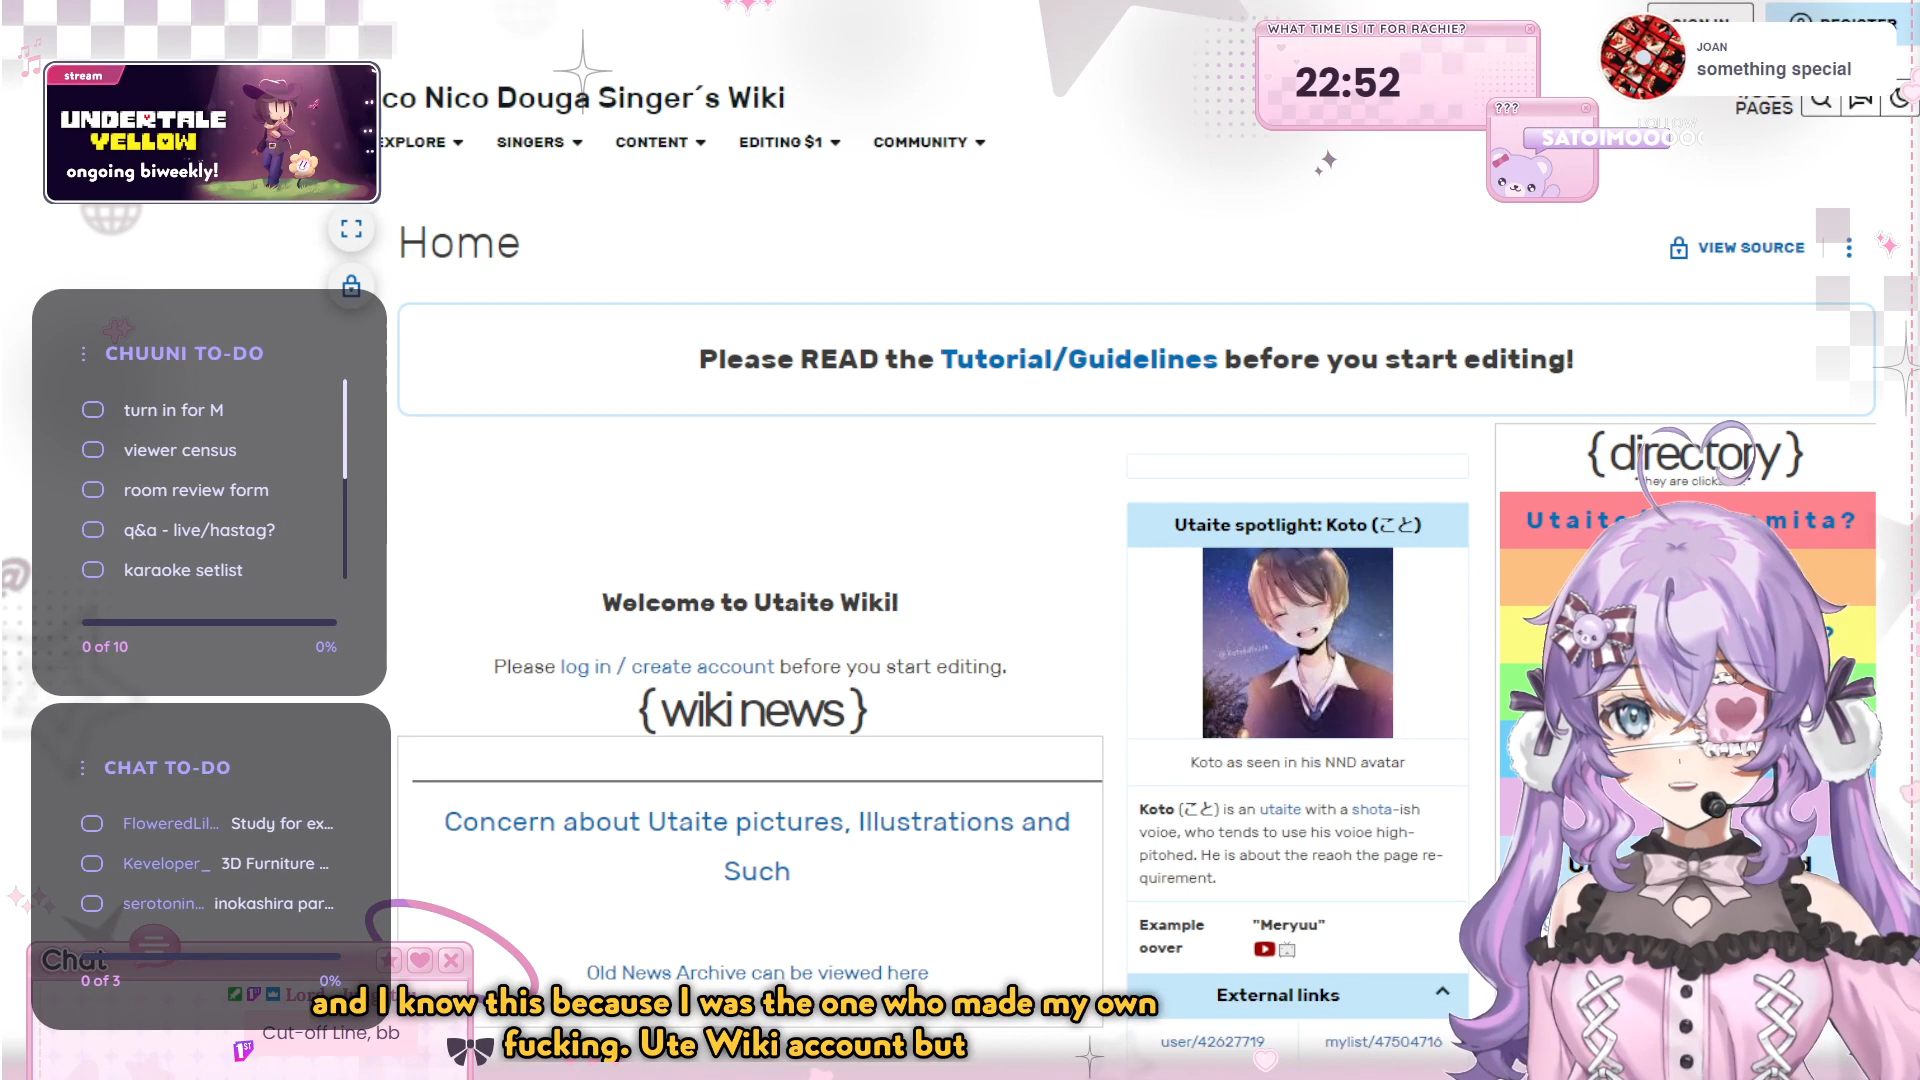 stream
UNDERTALE
YELLOW
ongoing biweekly!
co Nico Douga Singer´s Wiki
EXPLORE
SINGERS
CONTENT
EDITING $1
COMMUNITY
WHAT TIME IS IT FOR RACHIE?
22:52
???
SATOIMOOOOO
JOAN
something special
REGISTER
PAGES
Home
VIEW SOURCE
Please READ the Tutorial/Guidelines before you start editing!
CHUUNI TO-DO
turn in for M
viewer census
room review form
q&a - live/hastag?
karaoke setlist
0 of 10
0%
CHAT TO-DO
FloweredLil... Study for ex...
Keveloper_ 3D Furniture ...
serotonin... inokashira par...
0 of 3
0%
Chat
Cut-off Line, bb
Welcome to Utaite Wiki!
Please log in / create account before you start editing.
{wiki news}
Concern about Utaite pictures, Illustrations and
Such
Old News Archive can be viewed here
Utaite spotlight: Koto (こと)
Koto as seen in his NND avatar
Koto (こと) is an utaite with a shota-ish
voice, who tends to use his voice high-
pitched. He is about the reach the page re-
quirement.
Example
cover
"Meryuu"
External links
user/42627719
mylist/47504716
{directory}
and I know this because I was the one who made my own
fucking. Ute Wiki account but